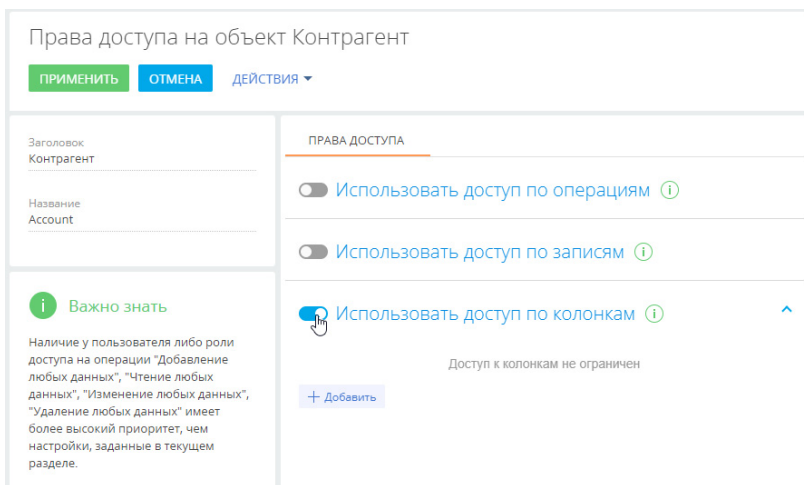 Права доступа на объект Контрагент
ПРИМЕНИТЬ
ОТМЕНА
ДЕЙСТВИЯ
Заголовок
Контрагент
Название
Account
Важно знать
Наличие у пользователя либо роли
доступа на операции "Добавление
любых данных", "Чтение любых
данных", "Изменение любых данных",
"Удаление любых данных" имеет
более высокий приоритет, чем
настройки, заданные в текущем
разделе.
ПРАВА ДОСТУПА
Использовать доступ по операциям
Использовать доступ по записям
Использовать доступ по колонкам
Доступ к колонкам не ограничен
+ Добавить